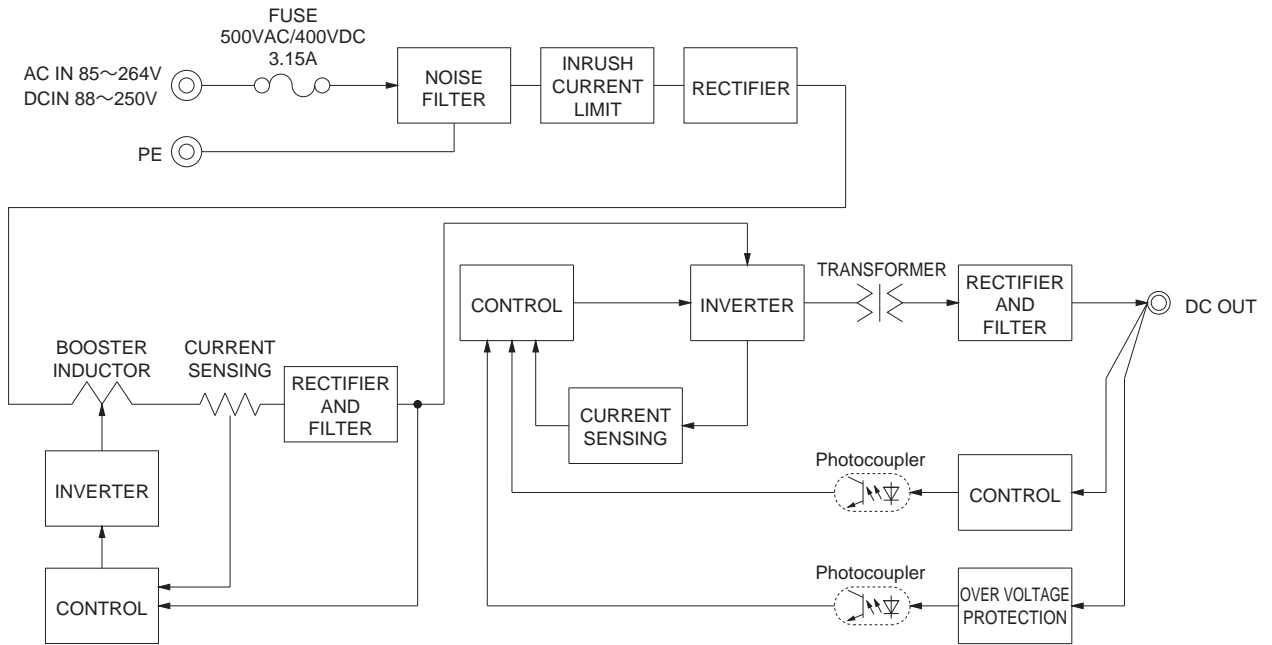 FUSE
500VAC/400VDC
3.15A
AC IN 85～264V
DCIN 88～250V
PE
NOISE
FILTER
INRUSH
CURRENT
LIMIT
RECTIFIER
BOOSTER
INDUCTOR
CURRENT
SENSING
RECTIFIER
AND
FILTER
INVERTER
CONTROL
CONTROL
INVERTER
TRANSFORMER
RECTIFIER
AND
FILTER
DC OUT
CURRENT
SENSING
Photocoupler
CONTROL
Photocoupler
OVER VOLTAGE
PROTECTION